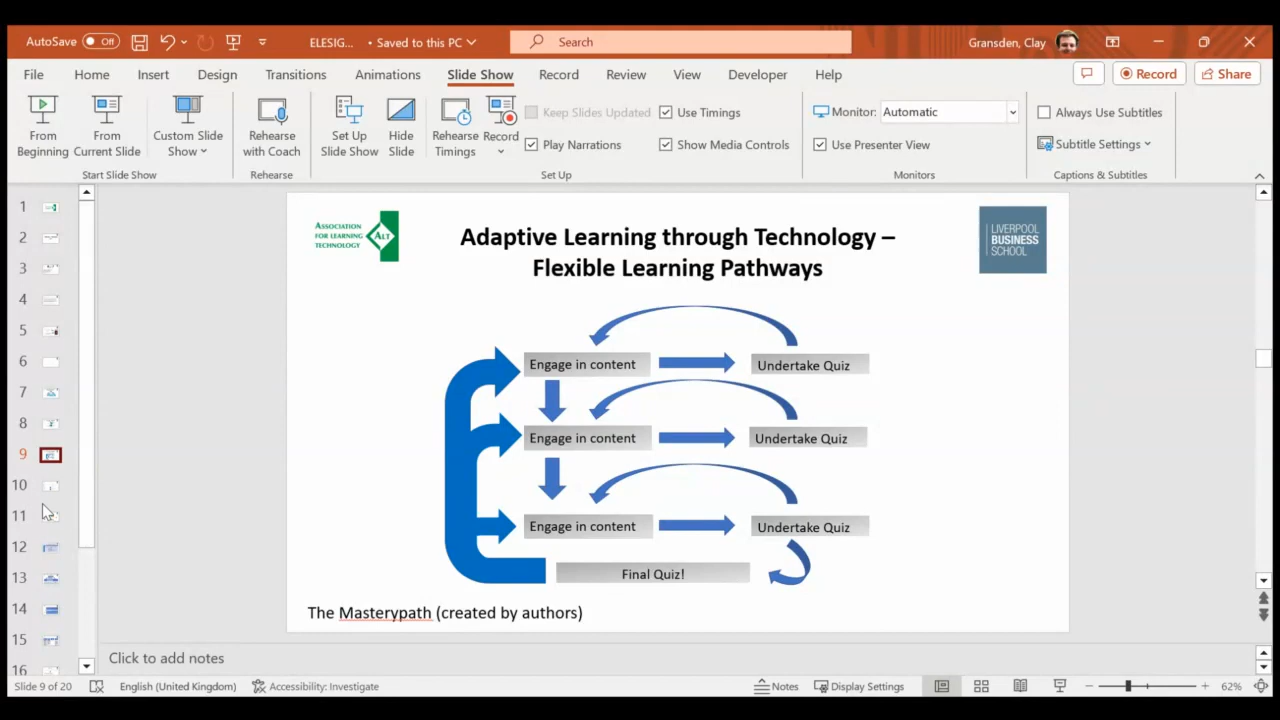 AutoSave Off ELESIG... • Saved to this PC Search Gransden, Clay
File Home Insert Design Transitions Animations Slide Show Record Review View Developer Help Record Share
From Beginning
From Current Slide
Custom Slide Show
Start Slide Show
Rehearse with Coach
Rehearse
Set Up Slide Show
Hide Slide
Rehearse Timings
Record
Keep Slides Updated
Use Timings
Play Narrations
Show Media Controls
Set Up
Monitor: Automatic
Use Presenter View
Monitors
Always Use Subtitles
Subtitle Settings
Captions & Subtitles
1
2
3
4
5
6
7
8
9
10
11
12
13
14
15
16
ASSOCIATION
FOR LEARNING
TECHNOLOGY
ALT
Adaptive Learning through Technology –
Flexible Learning Pathways
LIVERPOOL
BUSINESS
SCHOOL
Engage in content Undertake Quiz
Engage in content Undertake Quiz
Engage in content Undertake Quiz
Final Quiz!
The Masterypath (created by authors)
Click to add notes
Slide 9 of 20 English (United Kingdom) Accessibility: Investigate Notes Display Settings 62%